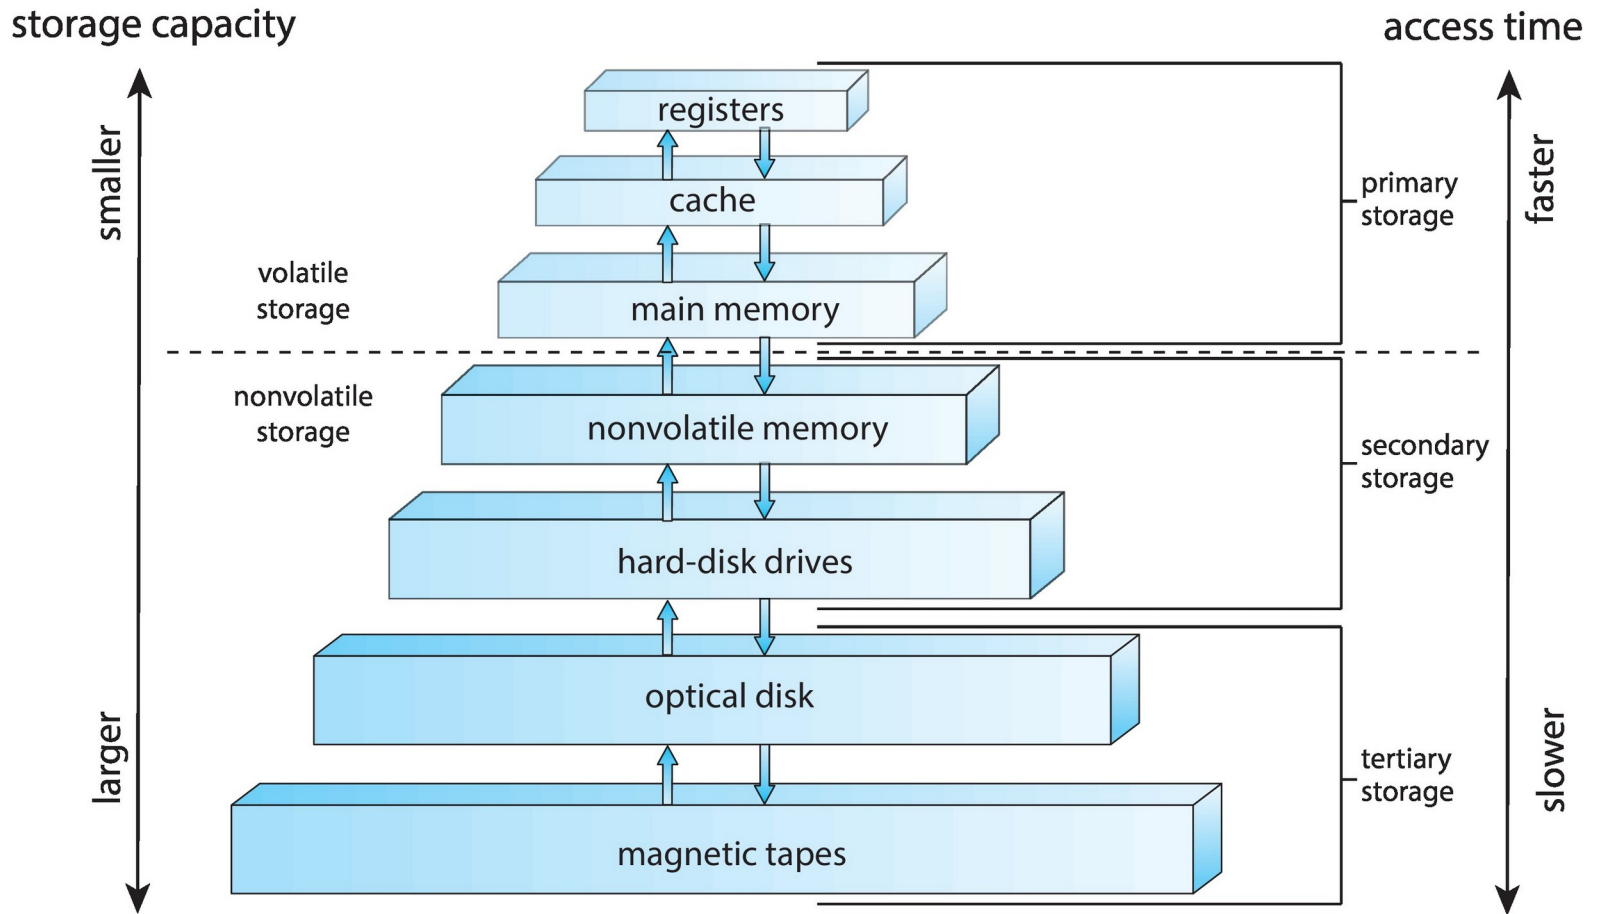 storage capacity
access time
smaller
larger
registers
cache
main memory
volatile
storage
nonvolatile
storage
nonvolatile memory
hard-disk drives
optical disk
magnetic tapes
primary
storage
secondary
storage
tertiary
storage
faster
slower